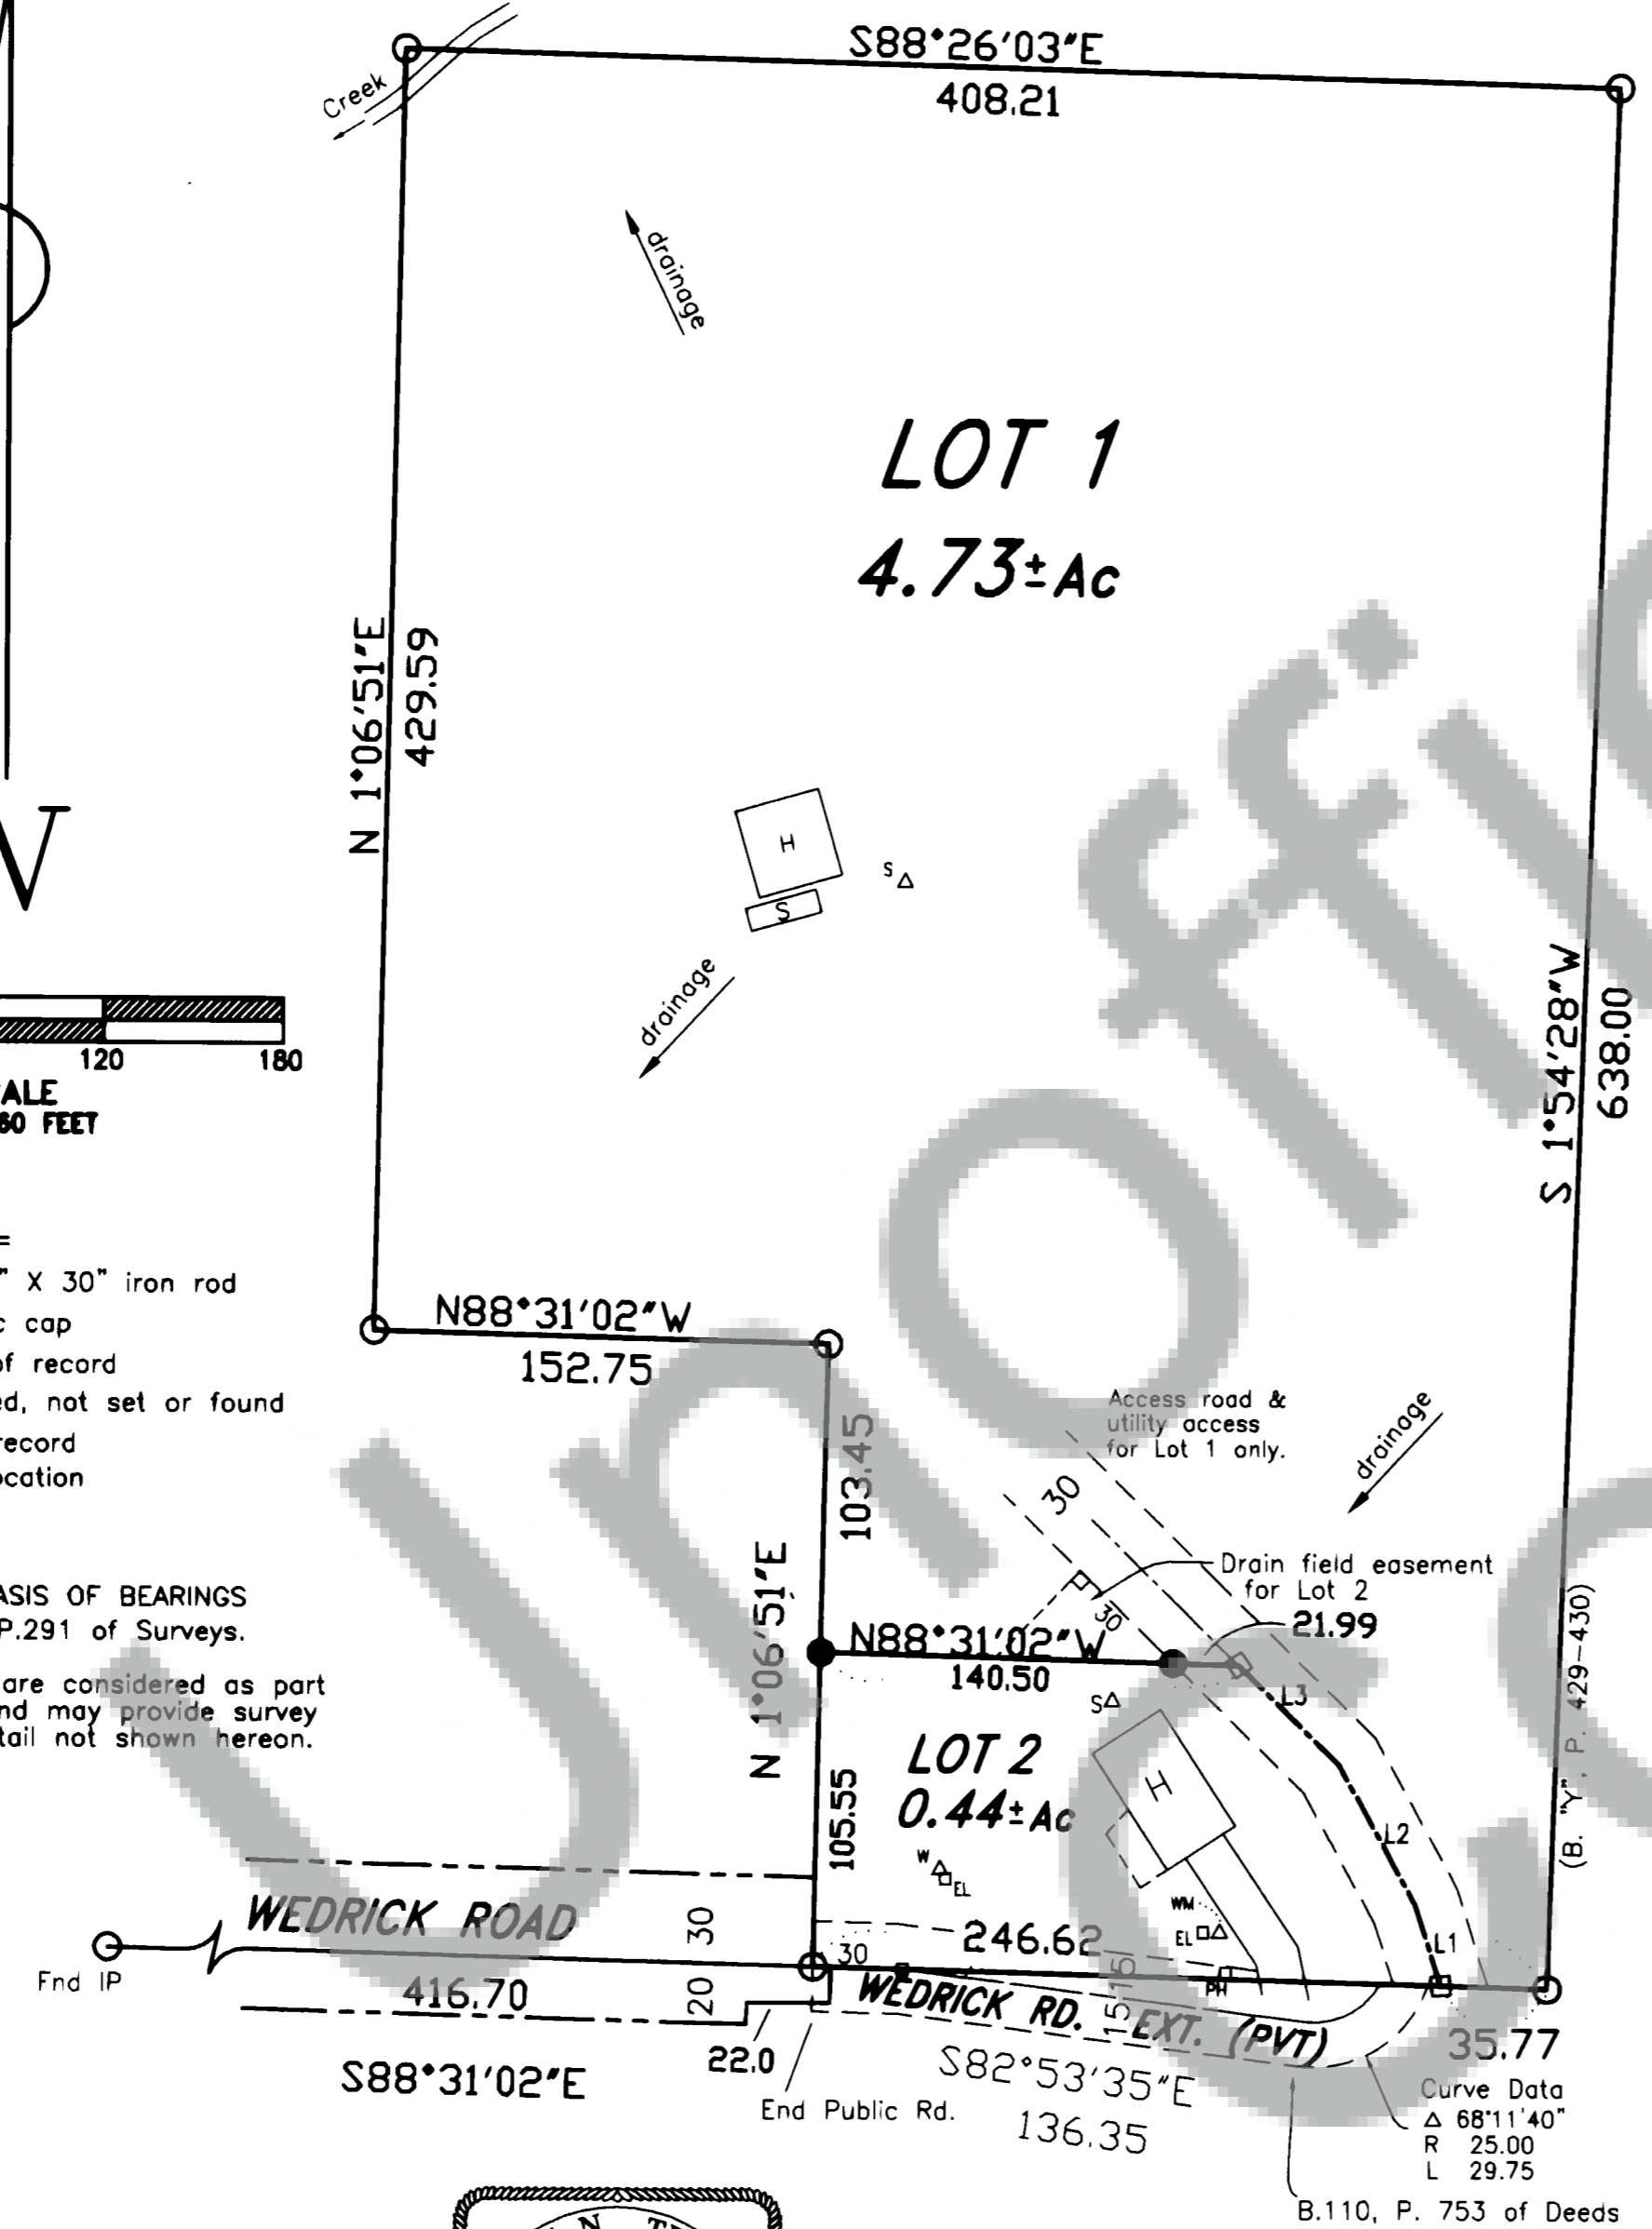 S88°26'03"E
408.21
Creek
drainage
LOT 1
4.73±Ac
N 1°06'51"E
429.59
H
S
S
drainage
120 180
60 FEET
S 1°54'28"W
638.00
X 30" iron rod
cap
of record
not set or found
record
N88°31'02"W
152.75
103.45
Access road &
utility access
for Lot 1 only.
30
drainage
Drain field easement
for Lot 2
21.99
BASIS OF BEARINGS
P.291 of Surveys.
are considered as part
and may provide survey
not shown hereon.
N 1°06'51"E
30
N88°31'02"W
140.50
S
L3
LOT 2
0.44±Ac
H
L2
105.55
(B. "Y", P. 429-430)
W
EL
WM
EL
L1
WEDRICK ROAD
30
30
246.62
Fnd IP
416.70
20
PH
WEDRICK RD. EXT. (PVT)
15 15
35.77
22.0
S88°31'02"E
S82°53'35"E
136.35
End Public Rd.
Curve Data
Δ 68°11'40"
R 25.00
L 29.75
B.110, P. 753 of Deeds
Unoffic